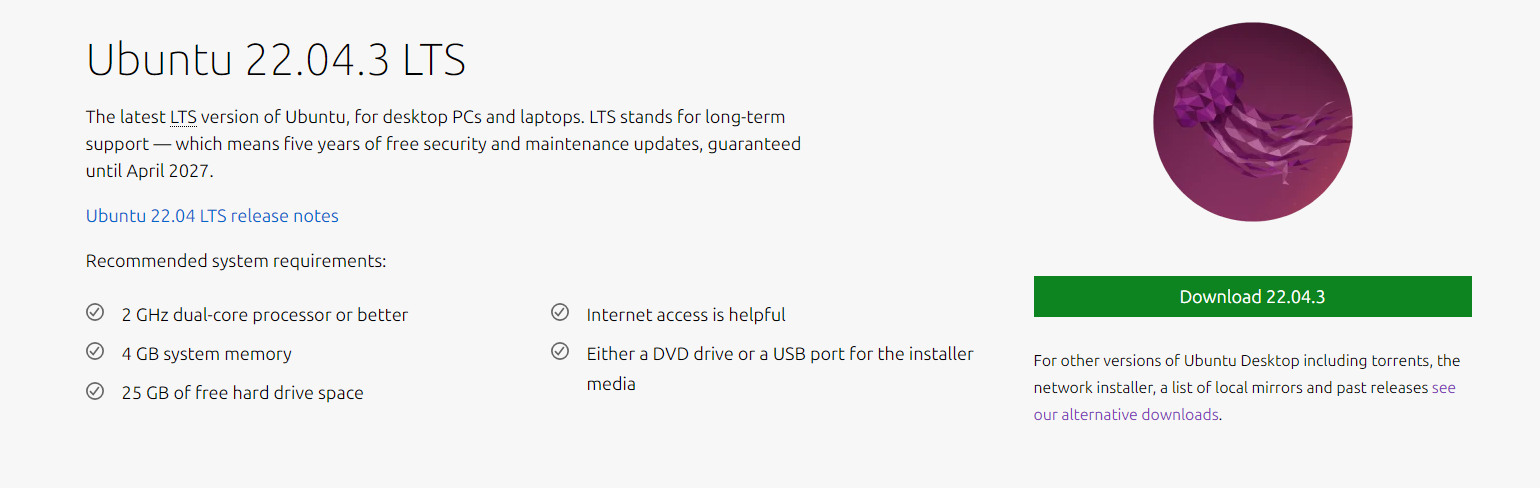 Ubuntu 22.04.3 LTS
The latest LTS version of Ubuntu, for desktop PCs and laptops. LTS stands for long-term
support — which means five years of free security and maintenance updates, guaranteed
until April 2027.
Ubuntu 22.04 LTS release notes
Recommended system requirements:
2 GHz dual-core processor or better
4 GB system memory
25 GB of free hard drive space
Internet access is helpful
Either a DVD drive or a USB port for the installer
media
Download 22.04.3
For other versions of Ubuntu Desktop including torrents, the
network installer, a list of local mirrors and past releases see
our alternative downloads.